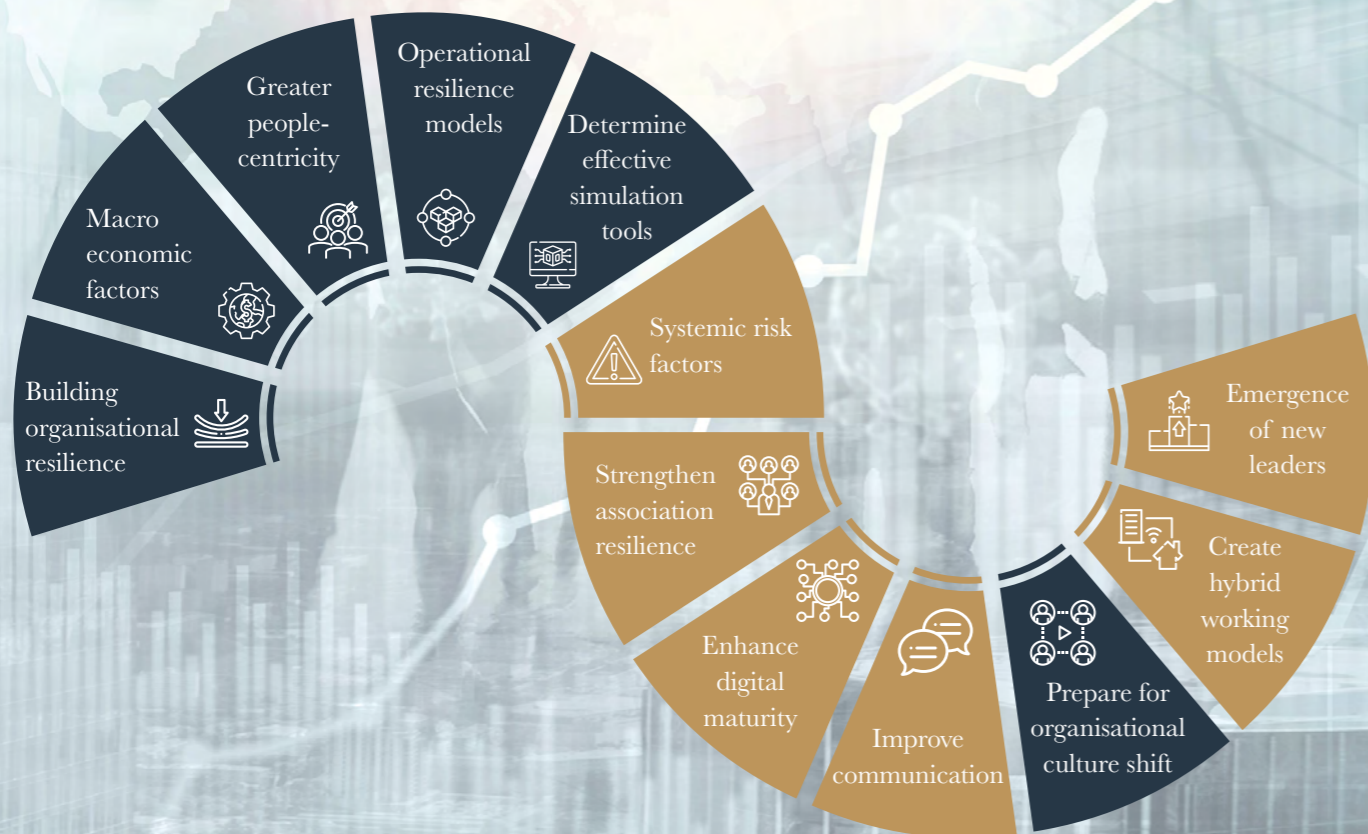 Building
organisational
resilience
Macro
economic
factors
Greater
people-
centricity
Operational
resilience
models
Determine
effective
simulation
tools
Systemic risk
factors
Strengthen
association
resilience
Enhance
digital
maturity
Improve
communication
Prepare for
organisational
culture shift
Create
hybrid
working
models
Emergence
of new
leaders